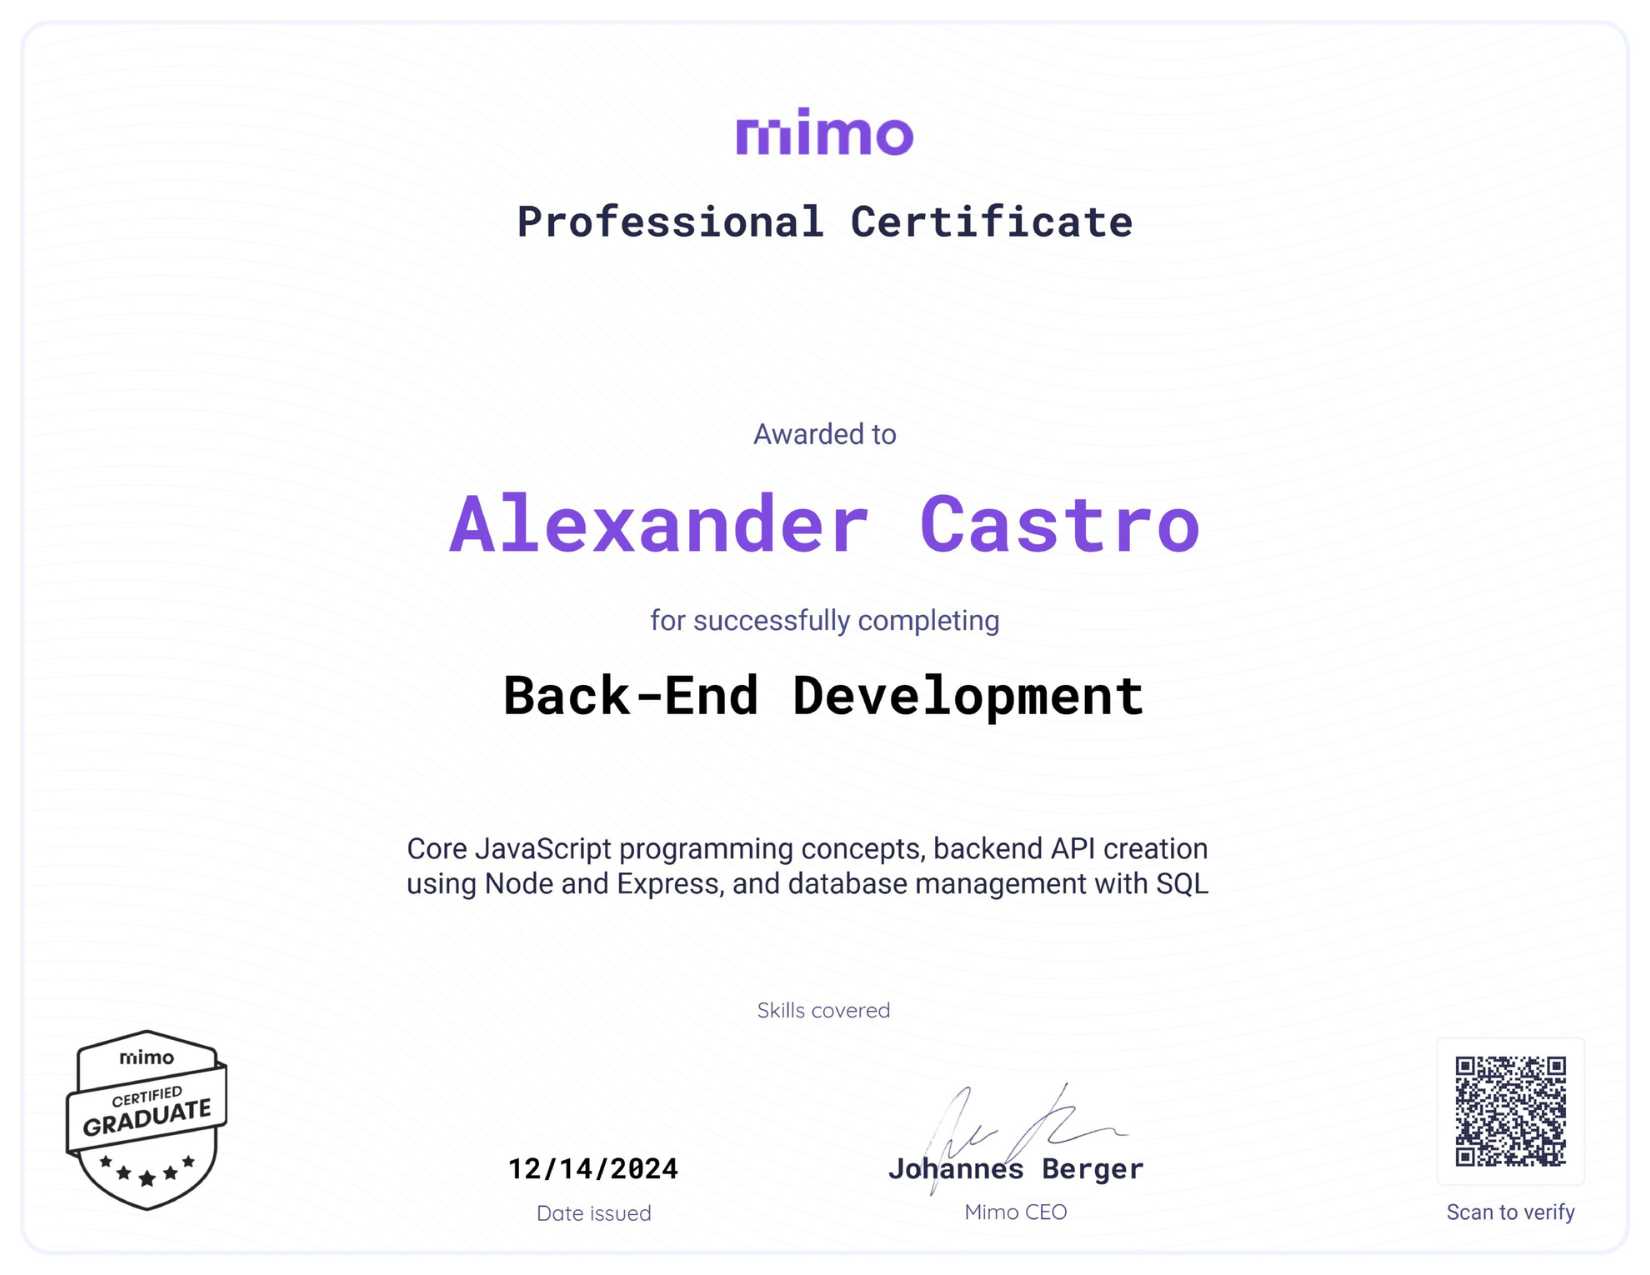 mimo
Professional Certificate
Awarded to
Alexander Castro
for successfully completing
Back-End Development
Core JavaScript programming concepts, backend API creation
using Node and Express, and database management with SQL
Skills covered
mimo
CERTIFIED
GRADUATE
12/14/2024
Date issued
Johannes Berger
Mimo CEO
Scan to verify